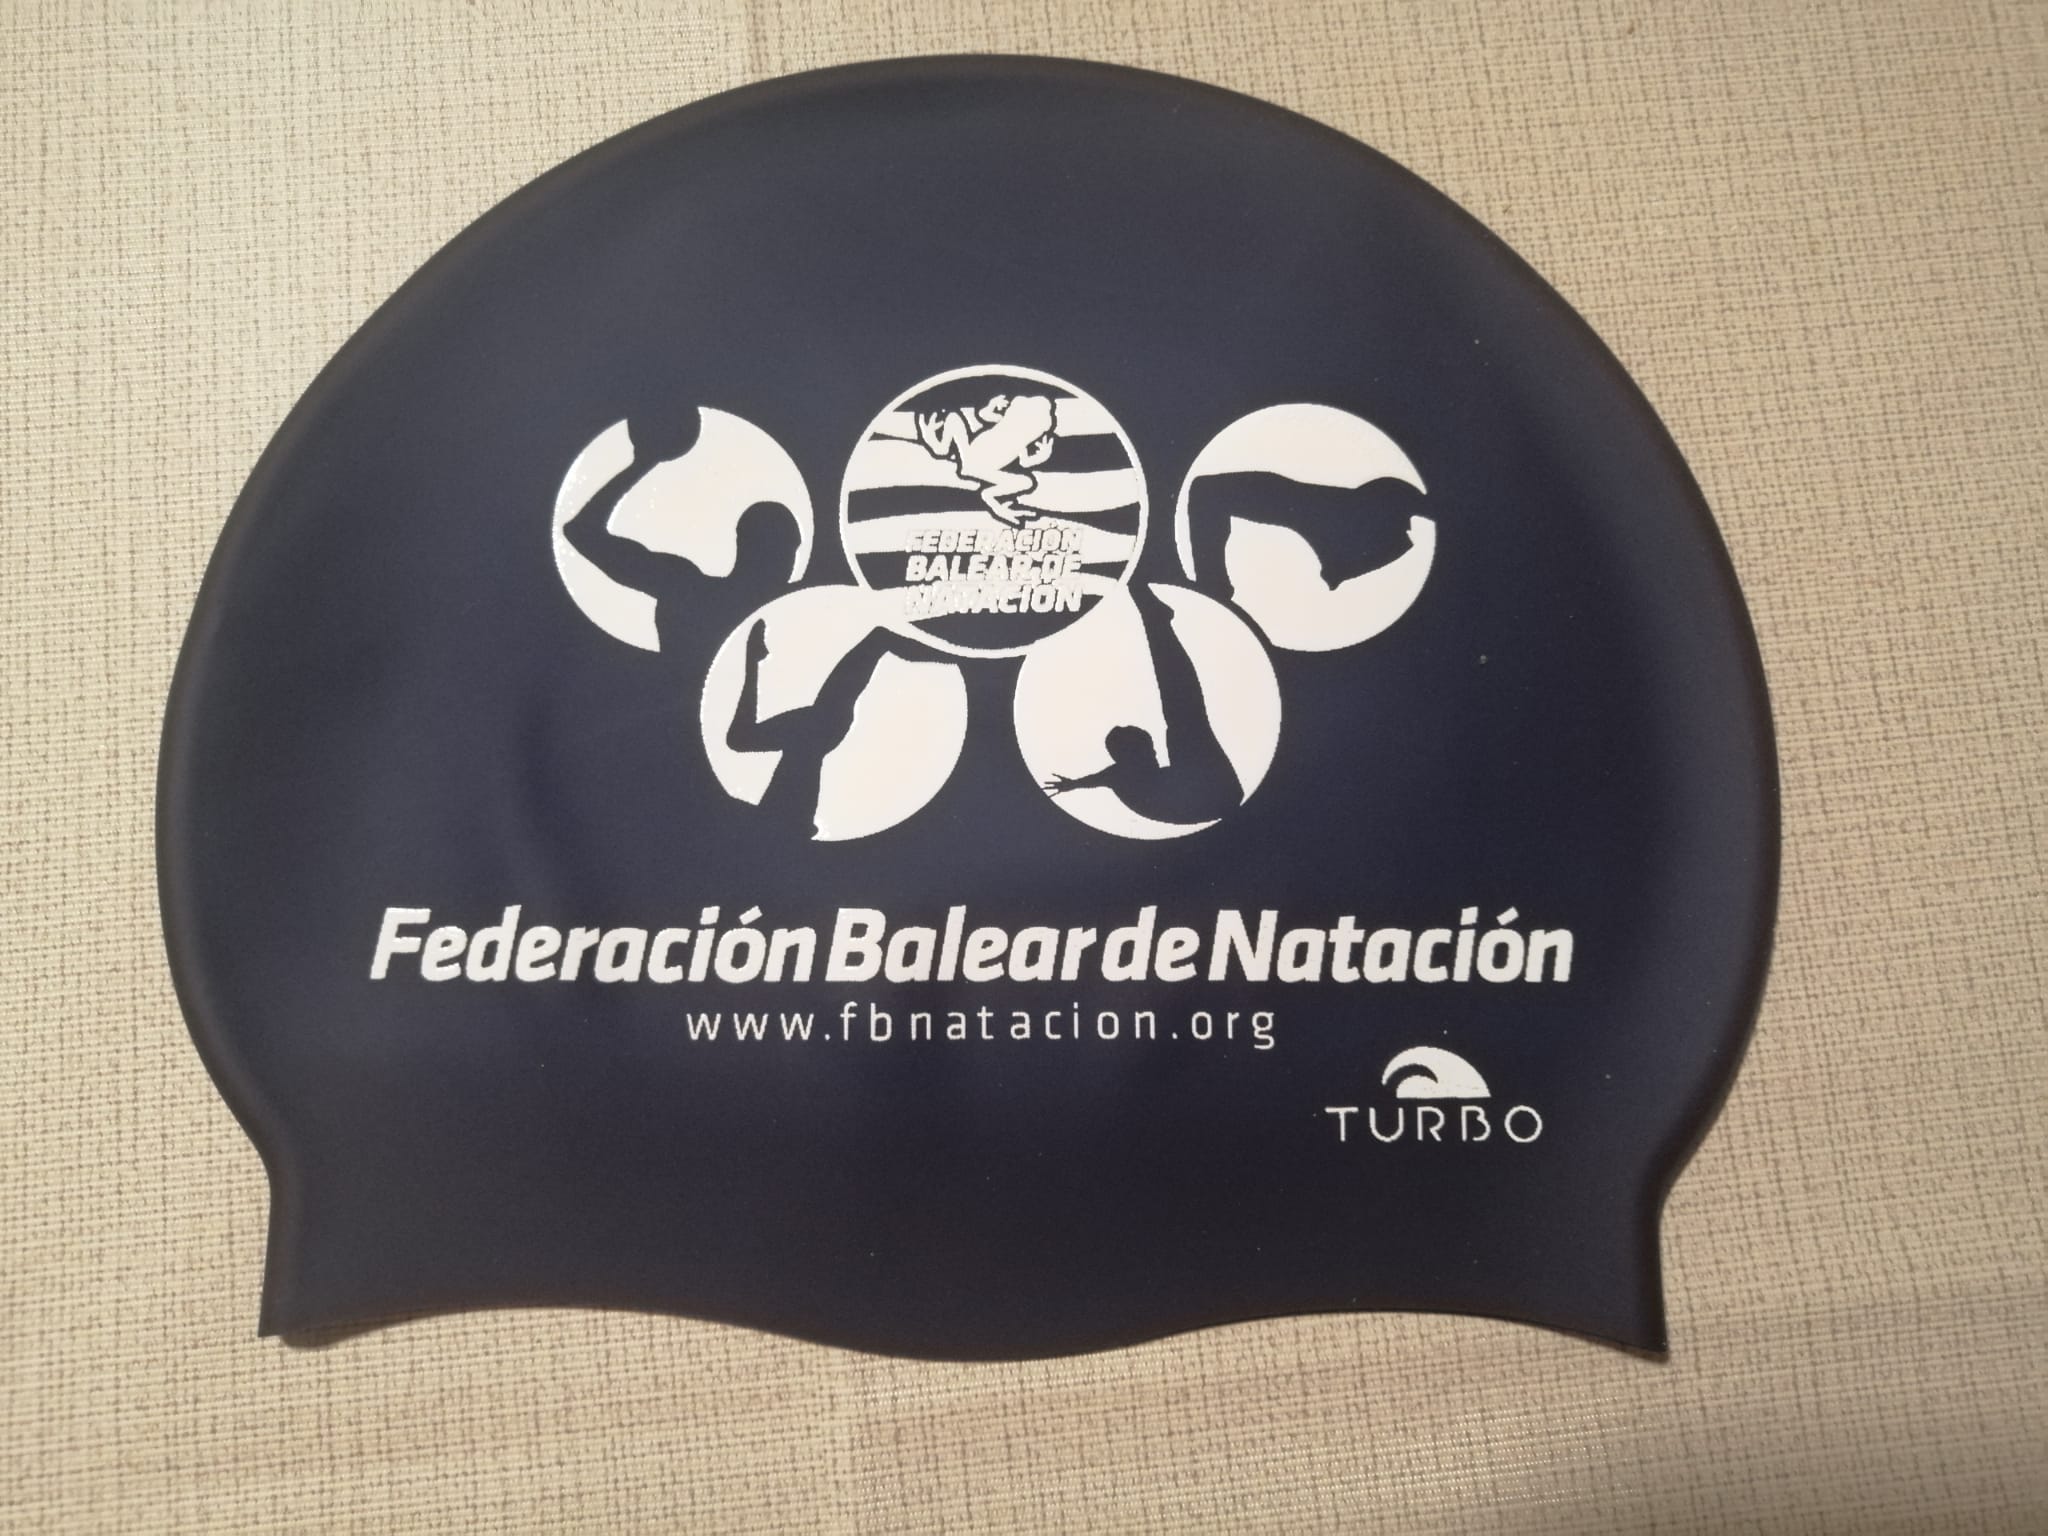 FEDERACIÓN
BALEAR DE
NATACIÓN
Federación Balear de Natación
www.fbnatacion.org
TURBO